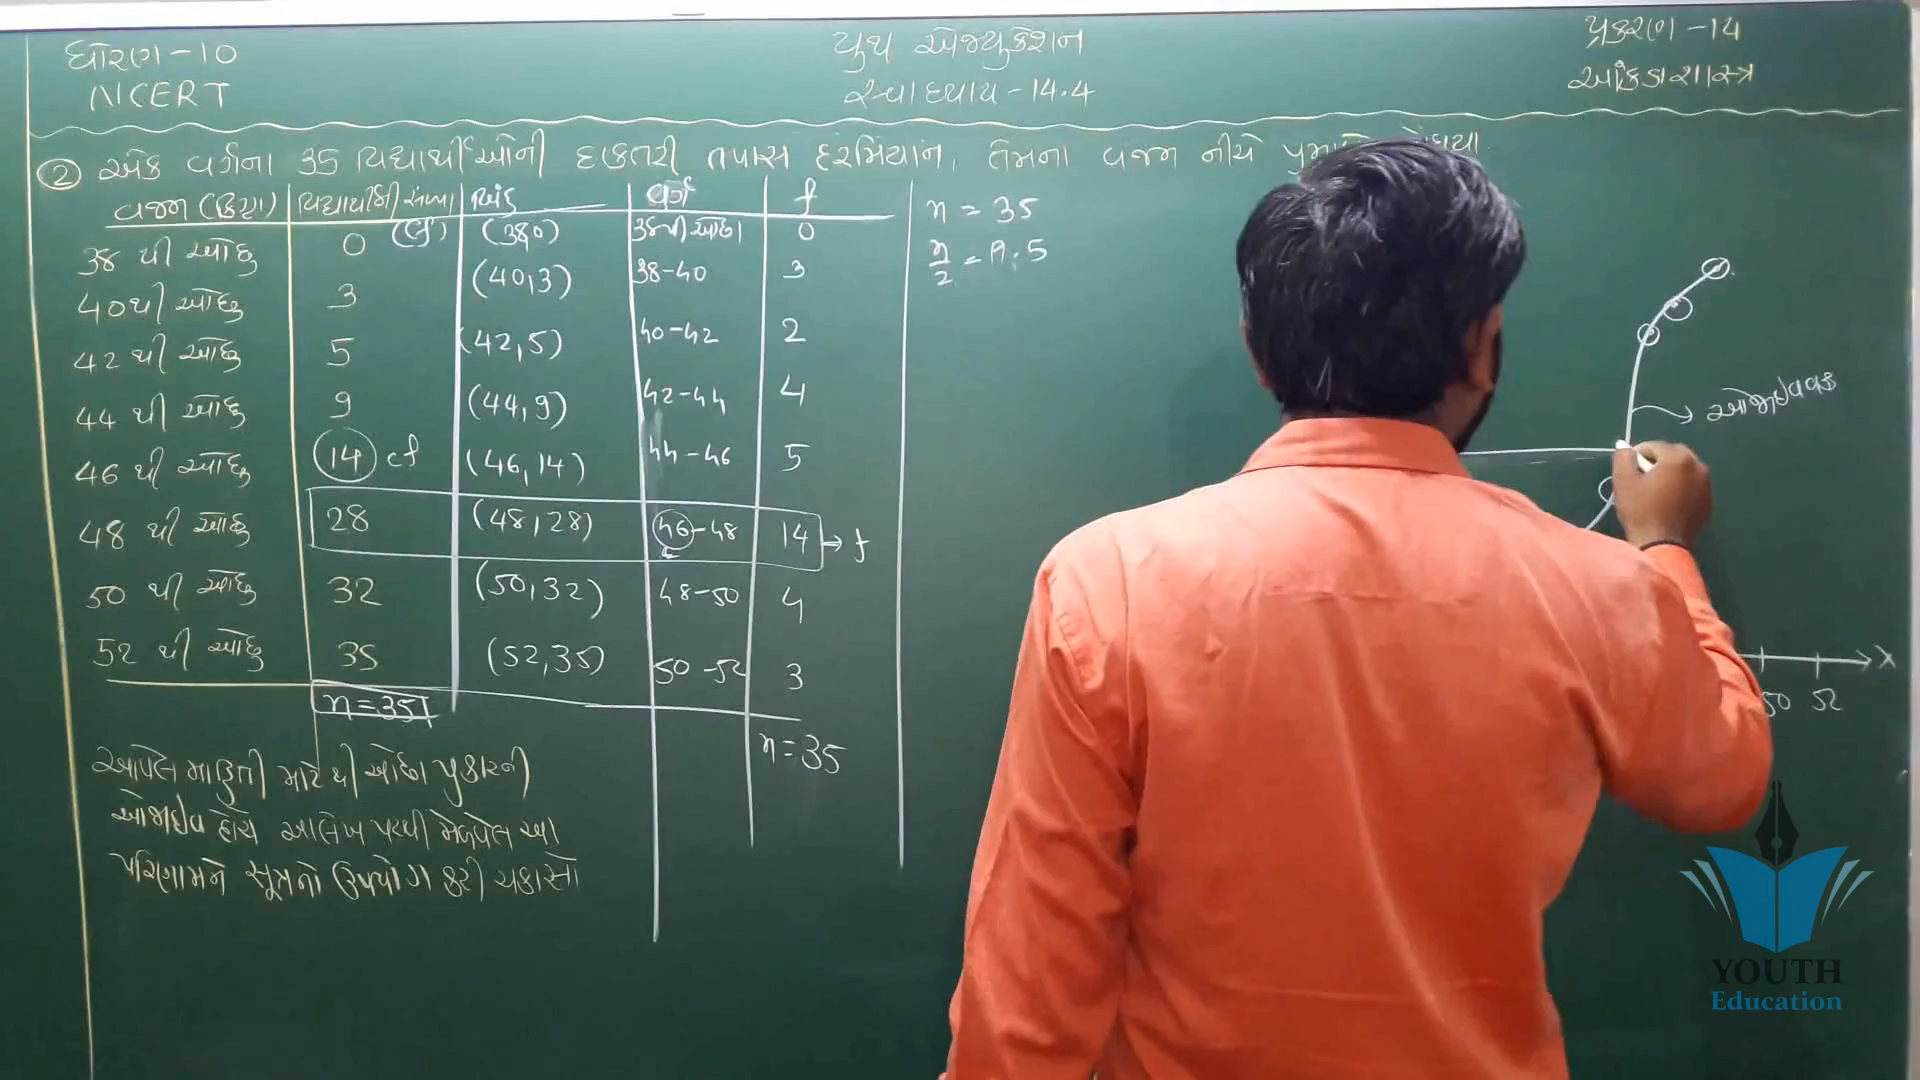 ધોરણ - 10
NCERT
યુથ એજ્યુકેશન
સ્વાધ્યાય - 14.4
પ્રકરણ - 14
આંકડાશાસ્ત્ર
② એક વર્ગના 35 વિદ્યાર્થીઓની દાક્તરી તપાસ દરમિયાન, તેમના વજન નીચે
વજન (કિગ્રા) વિદ્યાર્થીની સંખ્યા (cf) બિંદુ વર્ગ f
38 થી ઓછુ 0 (38,0) 38થી ઓછા 0
40થી ઓછુ 3 (40,3) 38-40 3
42 થી ઓછુ 5 (42,5) 40-42 2
44 થી ઓછુ 9 (44,9) 42-44 4
46 થી ઓછુ 14 cf (46,14) 44-46 5
48 થી ઓછુ 28 (48,28) 46-48 14 → f
50 થી ઓછુ 32 (50,32) 48-50 4
52 થી ઓછુ 35 (52,35) 50-52 3
n=35
n=35
આપેલ માહિતી માટે થી ઓછા પ્રકારની
ઓજાઇવ દોરો આલેખ પરથી મેળવેલ આ
પરિણામને સૂત્રનો ઉપયોગ કરી ચકાસો
n = 35
n/2 = 17.5
ઓજાઇવ વક્ર
X
50 52
YOUTH
Education